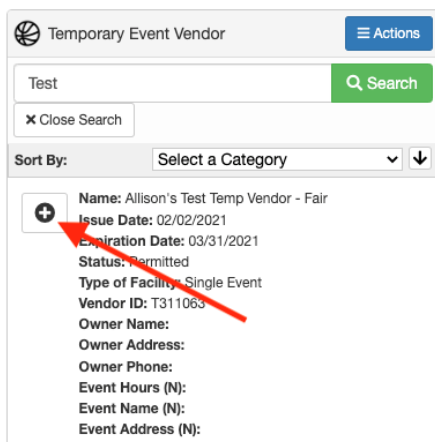 Temporary Event Vendor
Actions
Test
Search
Close Search
Sort By:
Select a Category
Name: Allison's Test Temp Vendor - Fair
Issue Date: 02/02/2021
Expiration Date: 03/31/2021
Status: Permitted
Type of Facility: Single Event
Vendor ID: T311063
Owner Name:
Owner Address:
Owner Phone:
Event Hours (N):
Event Name (N):
Event Address (N):